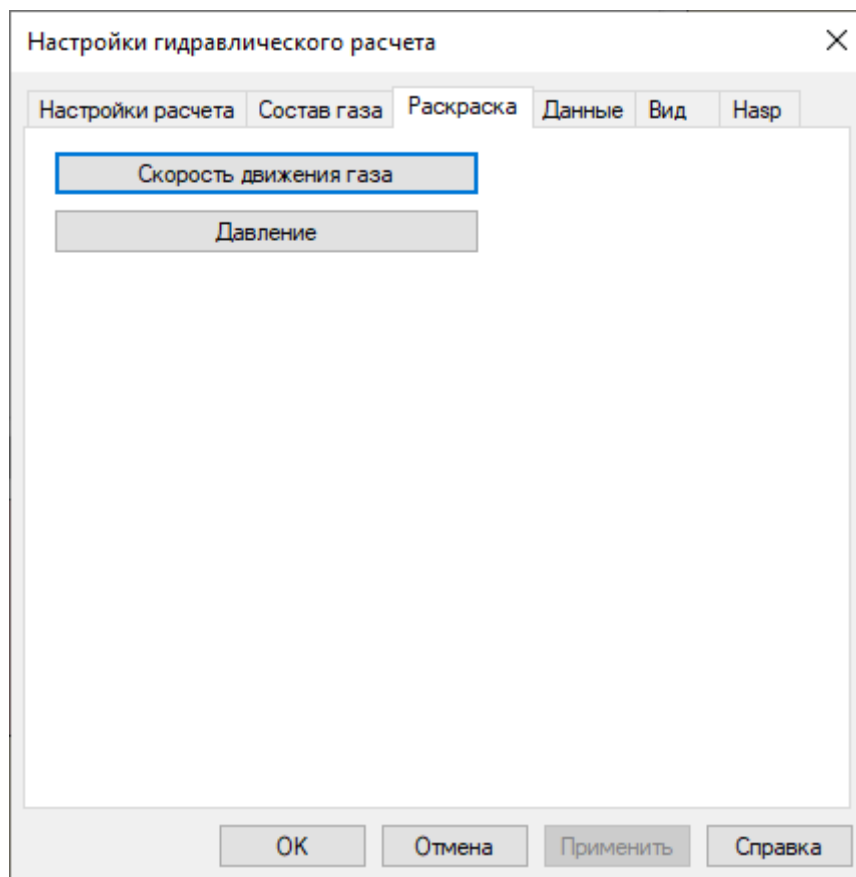 Настройки гидравлического расчета
Настройки расчета Состав газа Раскраска Данные Вид Hasp
Скорость движения газа
Давление
OK Отмена Применить Справка